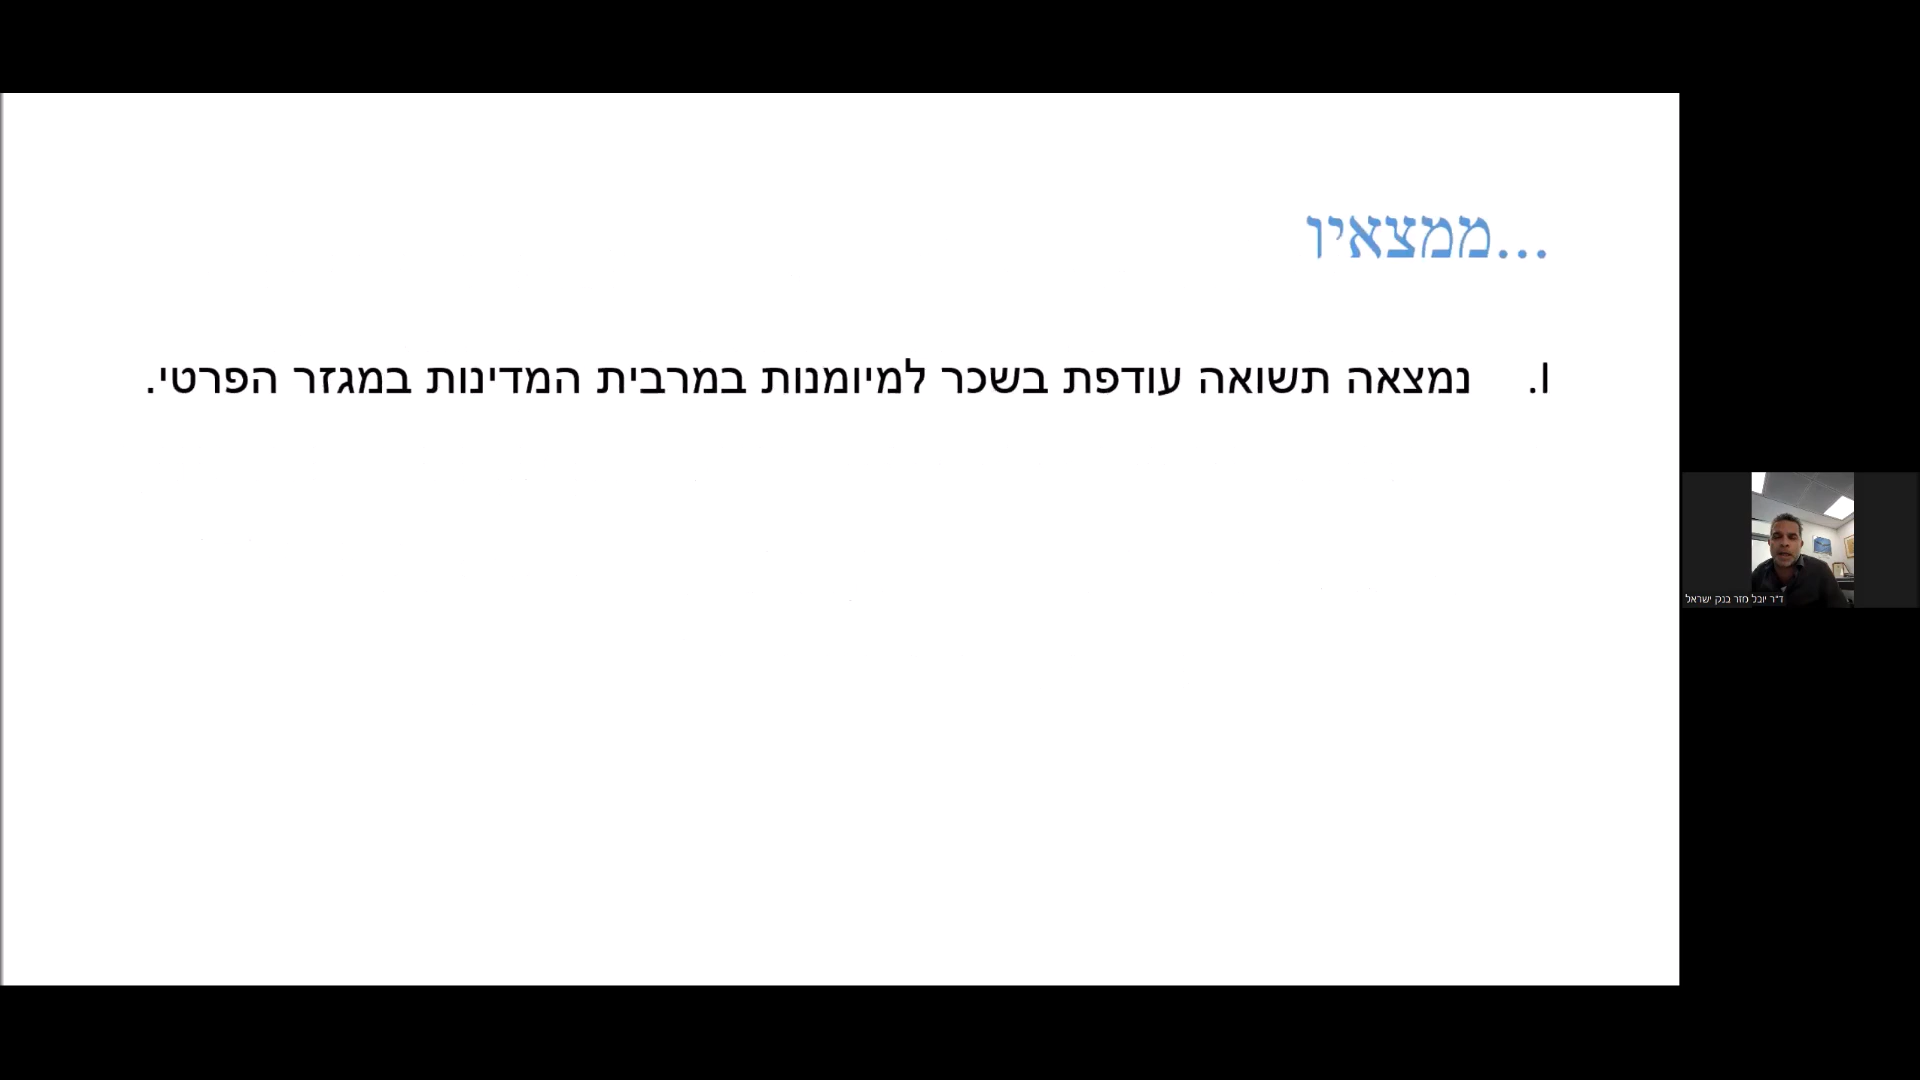 ...ממצאיו
I. נמצאה תשואה עודפת בשכר למיומנות במרבית המדינות במגזר הפרטי.
ד״ר יובל מזר בנק ישראל